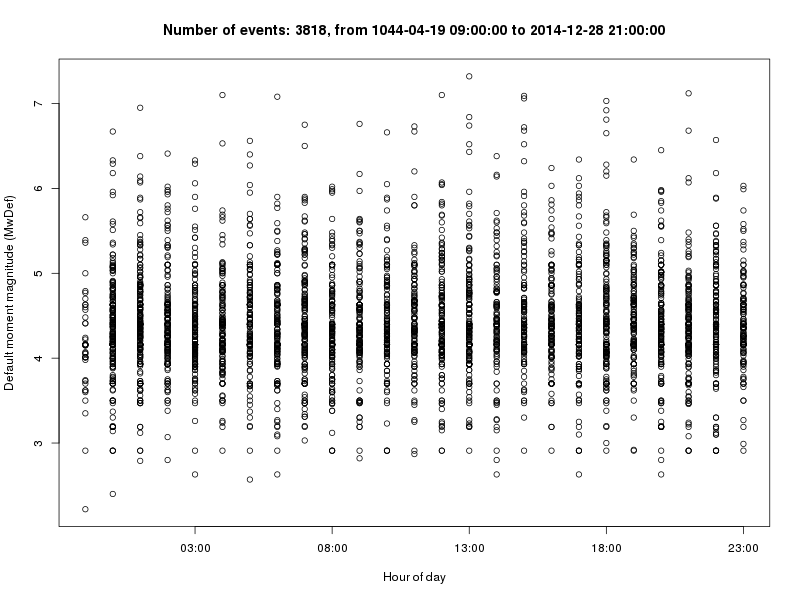 Number of events: 3818, from 1044-04-19 09:00:00 to 2014-12-28 21:00:00
7
6
5
4
3
Default moment magnitude (MwDef)
03:00 08:00 13:00 18:00 23:00
Hour of day